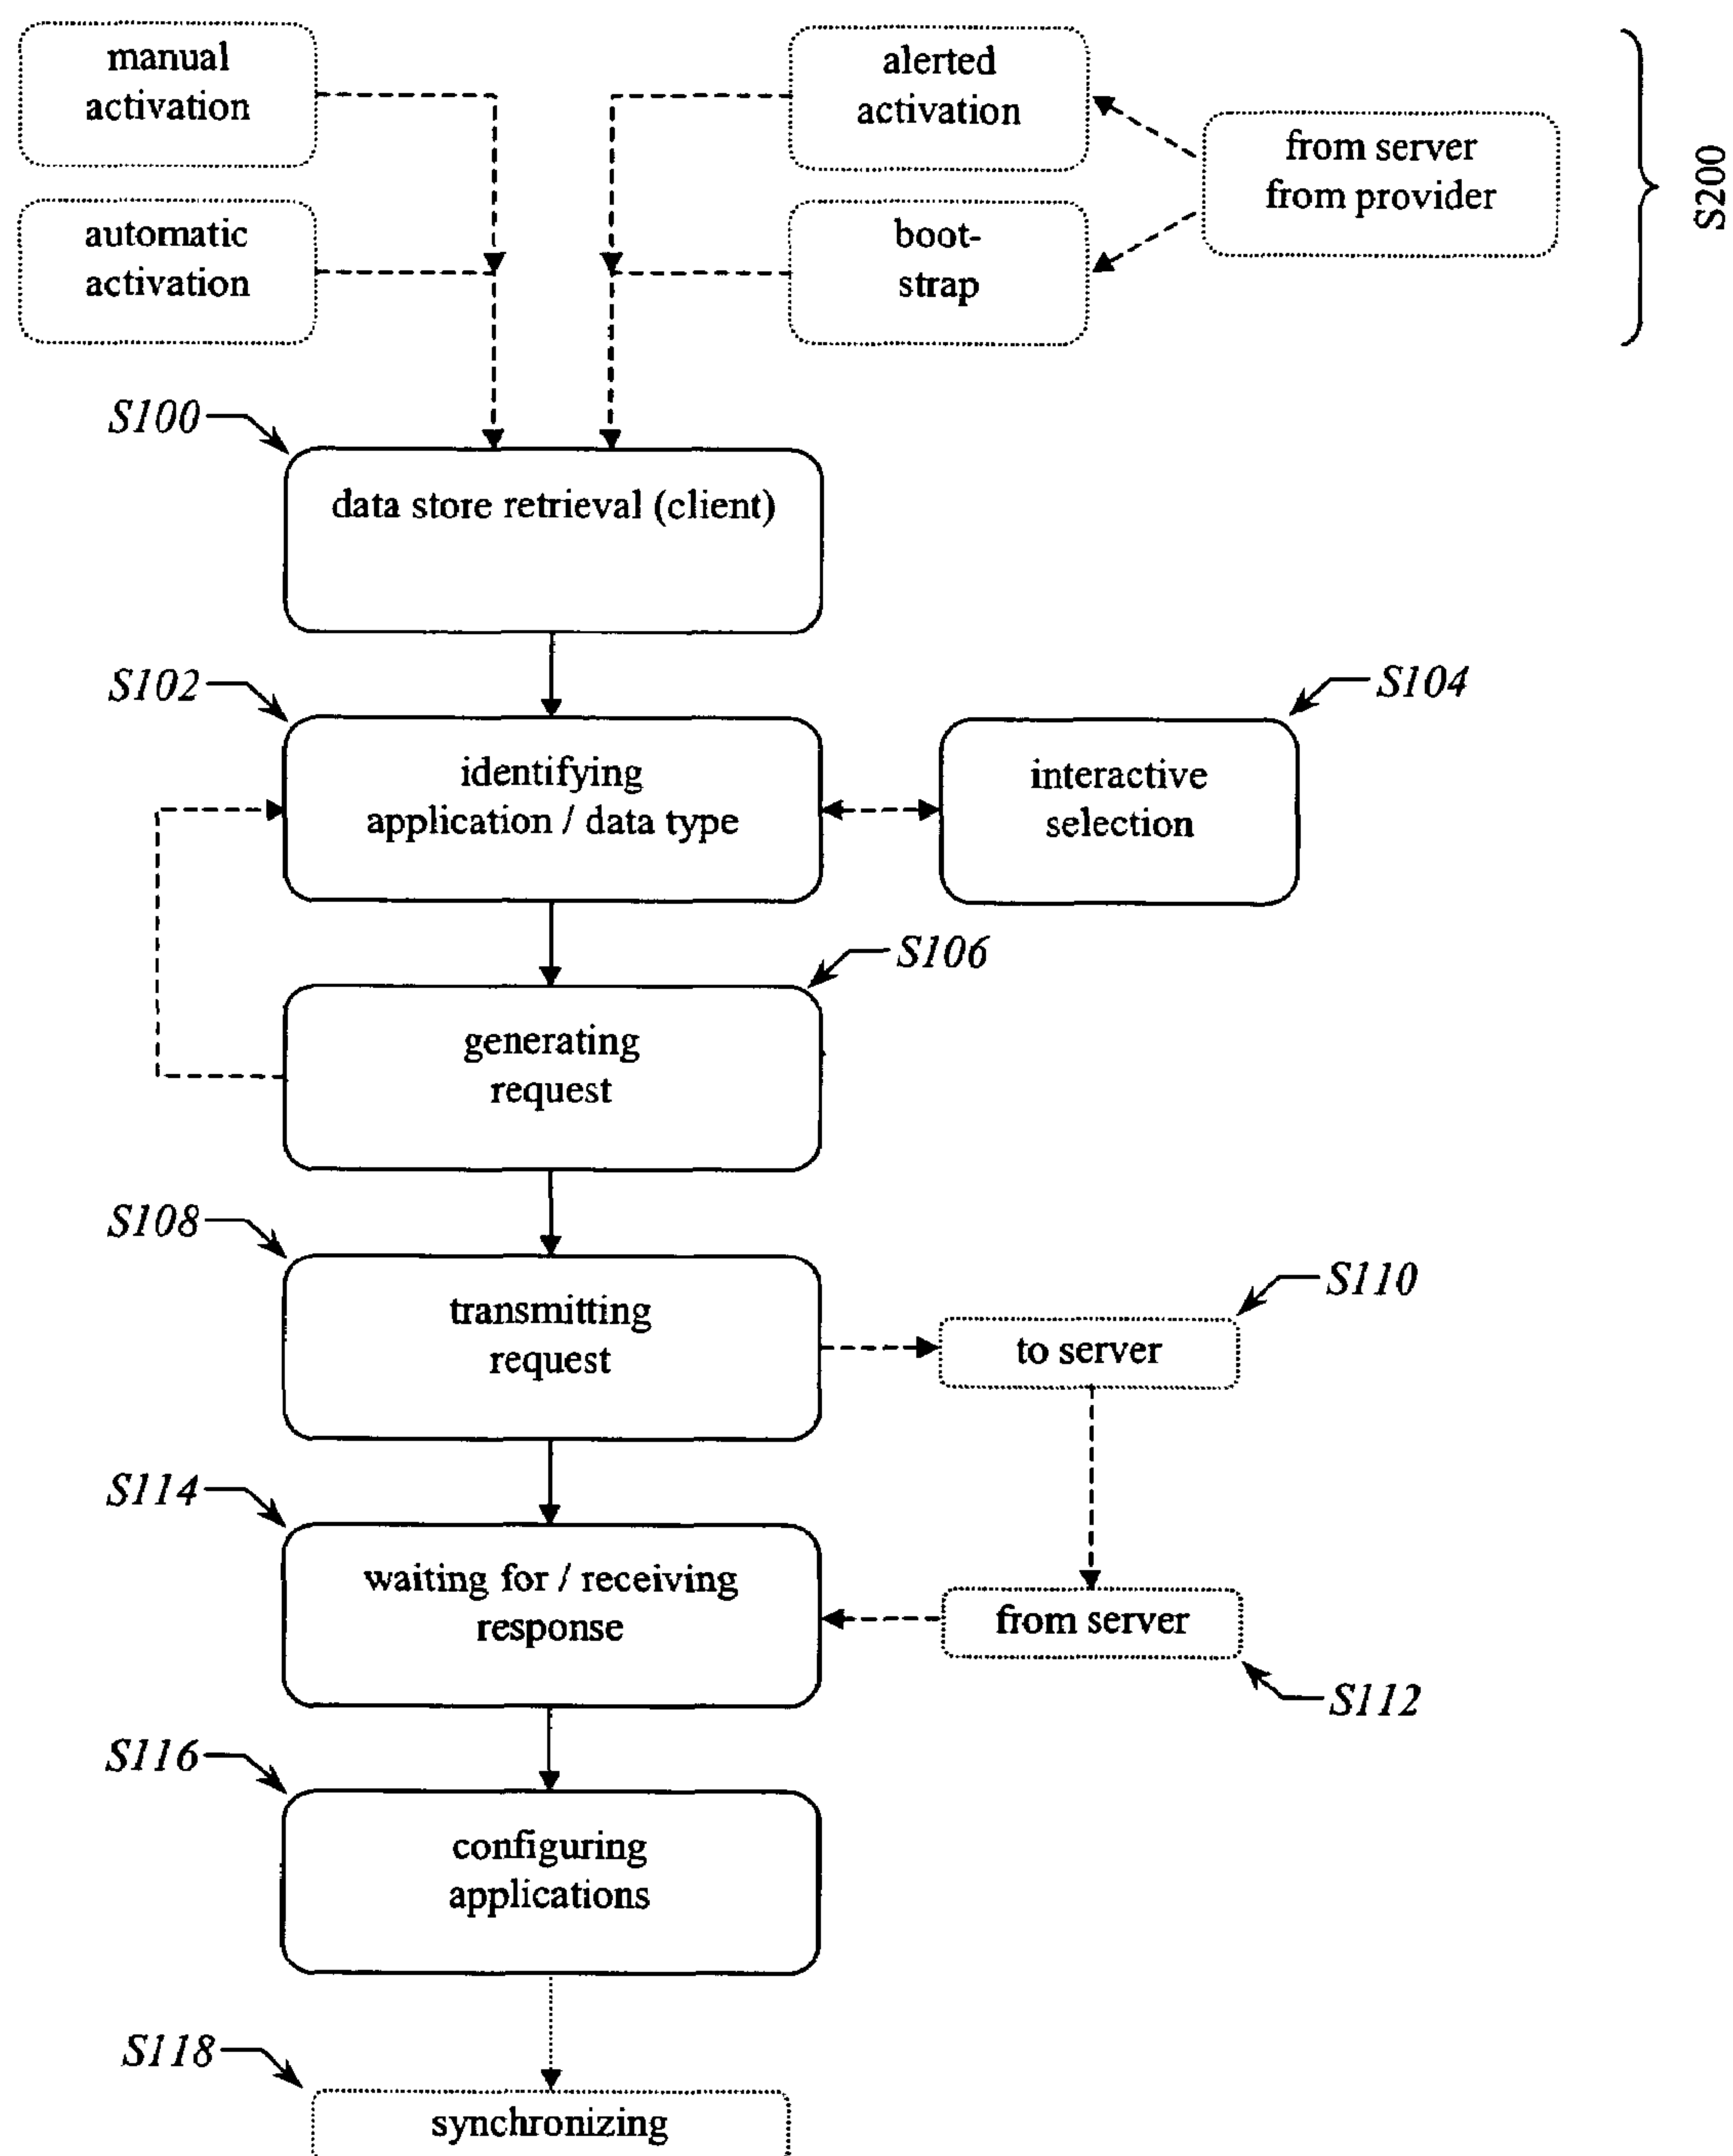 manual
activation
alerted
activation
from server
from provider
S200
automatic
activation
boot-
strap
S100
data store retrieval (client)
S102
identifying
application / data type
S104
interactive
selection
S106
generating
request
S108
transmitting
request
S110
to server
S114
waiting for / receiving
response
from server
S112
S116
configuring
applications
S118
synchronizing